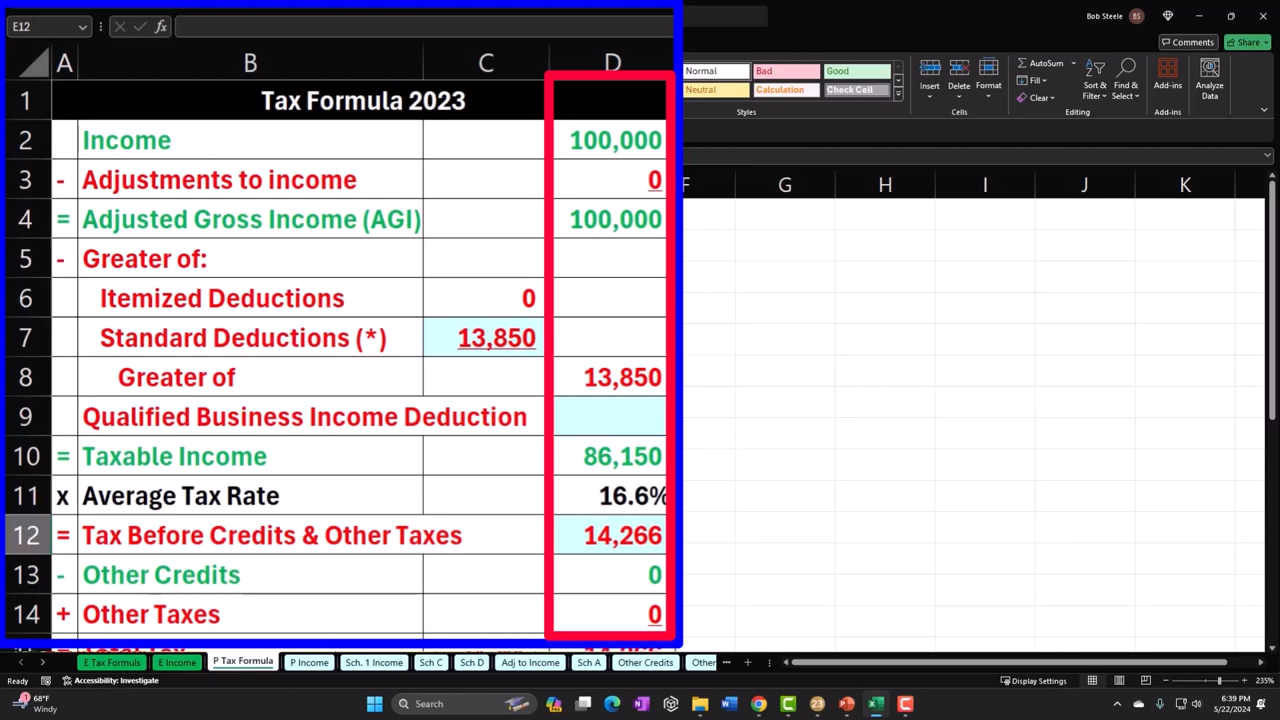 Bob Steele BS
E12
fx
Comments
Share
Normal
Bad
Good
Neutral
Calculation
Check Cell
Styles
Insert
Delete
Format
Cells
AutoSum
Fill
Clear
Sort & Filter
Find & Select
Editing
Add-ins
Add-ins
Analyze Data
A B C D F G H I J K
1 Tax Formula 2023
2 Income 100,000
3 - Adjustments to income 0
4 = Adjusted Gross Income (AGI) 100,000
5 - Greater of:
6 Itemized Deductions 0
7 Standard Deductions (*) 13,850
8 Greater of 13,850
9 Qualified Business Income Deduction
10 = Taxable Income 86,150
11 x Average Tax Rate 16.6%
12 = Tax Before Credits & Other Taxes 14,266
13 - Other Credits 0
14 + Other Taxes 0
E Tax Formulas E Income P Tax Formula P Income Sch. 1 Income Sch C Sch D Adj to Income Sch A Other Credits Other
Ready Accessibility: Investigate Display Settings 235%
68°F
Windy
Search
23
6:39 PM
5/22/2024